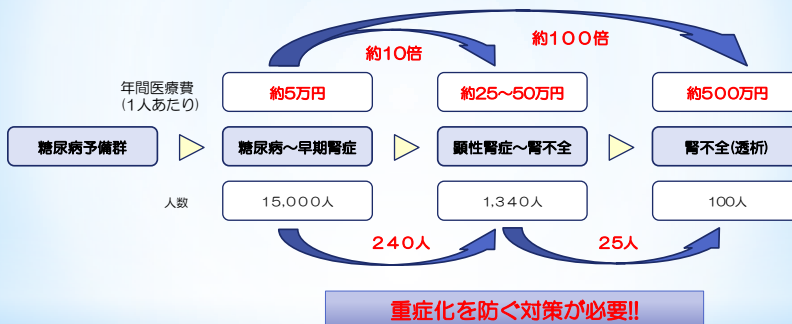 約100倍
約10倍
年間医療費
(1人あたり)
約5万円
約25～50万円
約500万円
糖尿病予備群
糖尿病～早期腎症
顕性腎症～腎不全
腎不全(透析)
人数
15,000人
1,340人
100人
240人
25人
重症化を防ぐ対策が必要!!